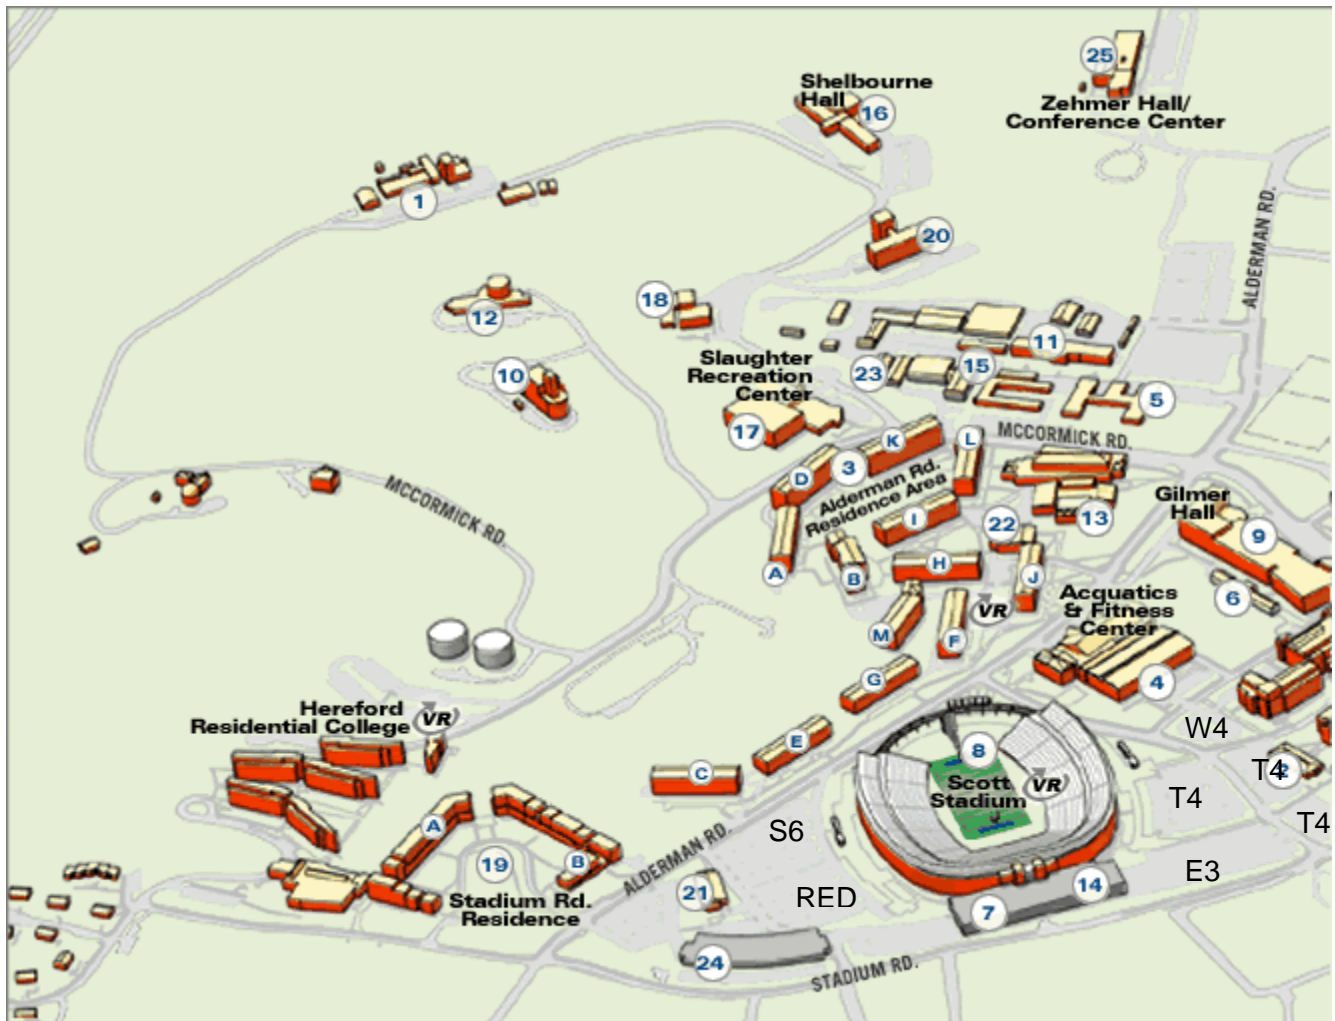 25
Zehmer Hall/
Conference Center
Shelbourne
Hall
16
1
20
ALDERMAN RD.
18
12
11
Slaughter
Recreation
Center
23
15
10
5
17
K
L
MCCORMICK RD.
D
3
Alderman Rd.
Residence Area
MCCORMICK RD.
Gilmer
Hall
I
22
13
9
A
B
H
J
6
Acquatics
& Fitness
Center
VR
M
F
4
G
Hereford
Residential College
VR
W4
E
8
T4
2
C
Scott
Stadium
VR
T4
T4
A
S6
ALDERMAN RD.
B
19
E3
Stadium Rd.
Residence
21
RED
14
7
24
STADIUM RD.